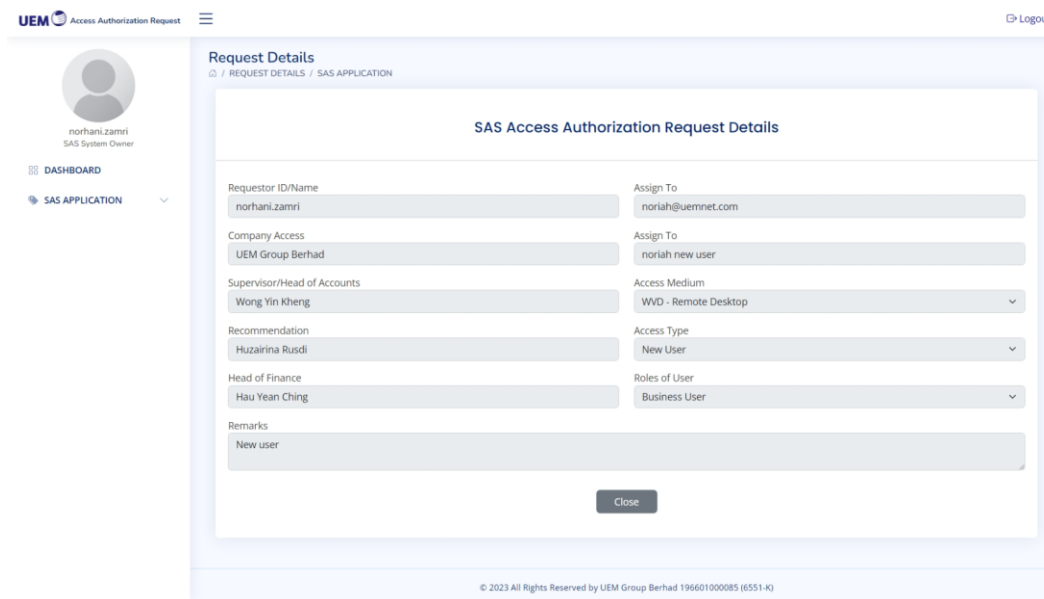 UEM Access Authorization Request
Logou
norhani.zamri
SAS System Owner
DASHBOARD
SAS APPLICATION
Request Details
/ REQUEST DETAILS / SAS APPLICATION
SAS Access Authorization Request Details
Requestor ID/Name
norhani.zamri
Assign To
noriah@uemnet.com
Company Access
UEM Group Berhad
Assign To
noriah new user
Supervisor/Head of Accounts
Wong Yin Kheng
Access Medium
WVD - Remote Desktop
Recommendation
Huzairina Rusdi
Access Type
New User
Head of Finance
Hau Yean Ching
Roles of User
Business User
Remarks
New user
Close
© 2023 All Rights Reserved by UEM Group Berhad 196601000085 (6551-K)